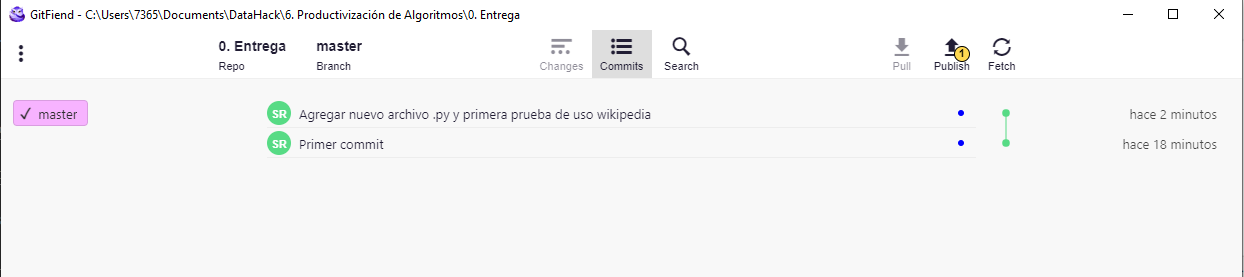 GitFiend - C:\Users\7365\Documents\DataHack\6. Productivización de Algoritmos\0. Entrega
0. Entrega
Repo
master
Branch
Changes
Commits
Search
Pull
1
Publish
Fetch
✓ master
SR Agregar nuevo archivo .py y primera prueba de uso wikipedia hace 2 minutos
SR Primer commit hace 18 minutos